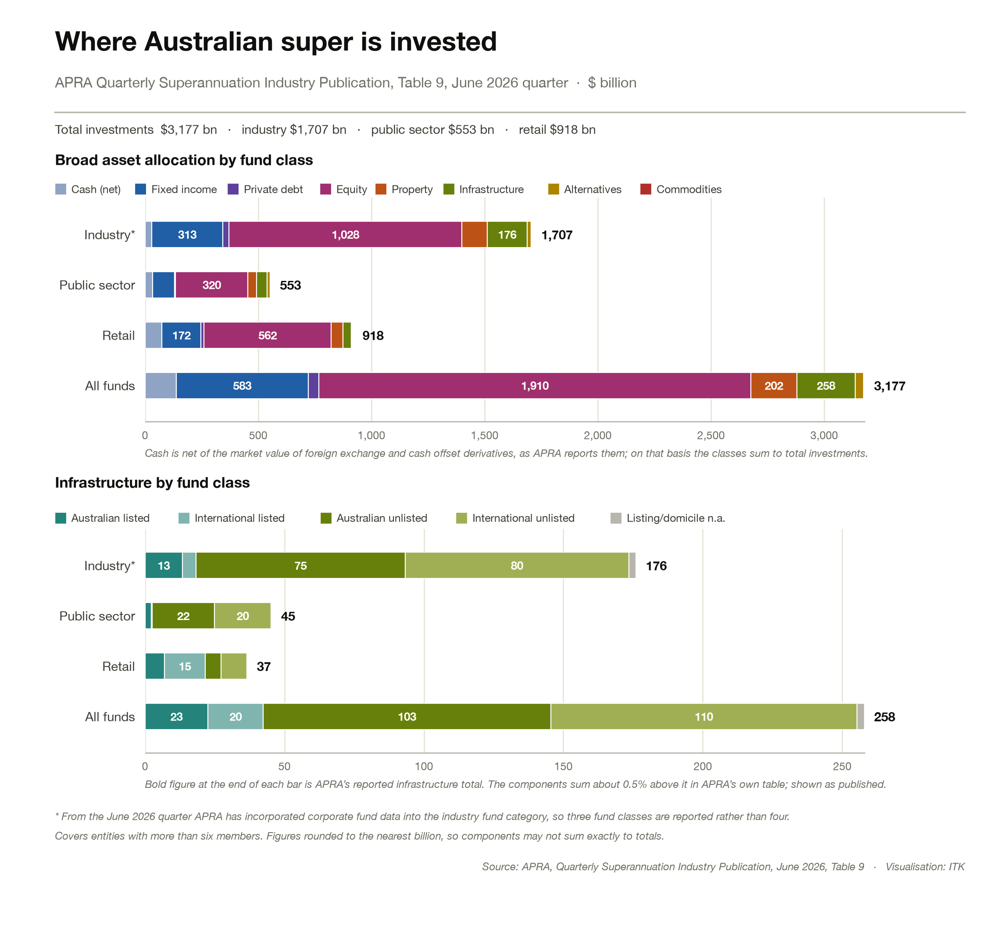 Where Australian super is invested
APRA Quarterly Superannuation Industry Publication, Table 9, June 2026 quarter · $ billion
Total investments $3,177 bn · industry $1,707 bn · public sector $553 bn · retail $918 bn
Broad asset allocation by fund class
Cash (net) Fixed income Private debt Equity Property Infrastructure Alternatives Commodities
Industry* 313 1,028 176 1,707
Public sector 320 553
Retail 172 562 918
All funds 583 1,910 202 258 3,177
0 500 1,000 1,500 2,000 2,500 3,000
Cash is net of the market value of foreign exchange and cash offset derivatives, as APRA reports them; on that basis the classes sum to total investments.
Infrastructure by fund class
Australian listed International listed Australian unlisted International unlisted Listing/domicile n.a.
Industry* 13 75 80 176
Public sector 22 20 45
Retail 15 37
All funds 23 20 103 110 258
0 50 100 150 200 250
Bold figure at the end of each bar is APRA’s reported infrastructure total. The components sum about 0.5% above it in APRA’s own table; shown as published.
* From the June 2026 quarter APRA has incorporated corporate fund data into the industry fund category, so three fund classes are reported rather than four.
Covers entities with more than six members. Figures rounded to the nearest billion, so components may not sum exactly to totals.
Source: APRA, Quarterly Superannuation Industry Publication, June 2026, Table 9 · Visualisation: ITK